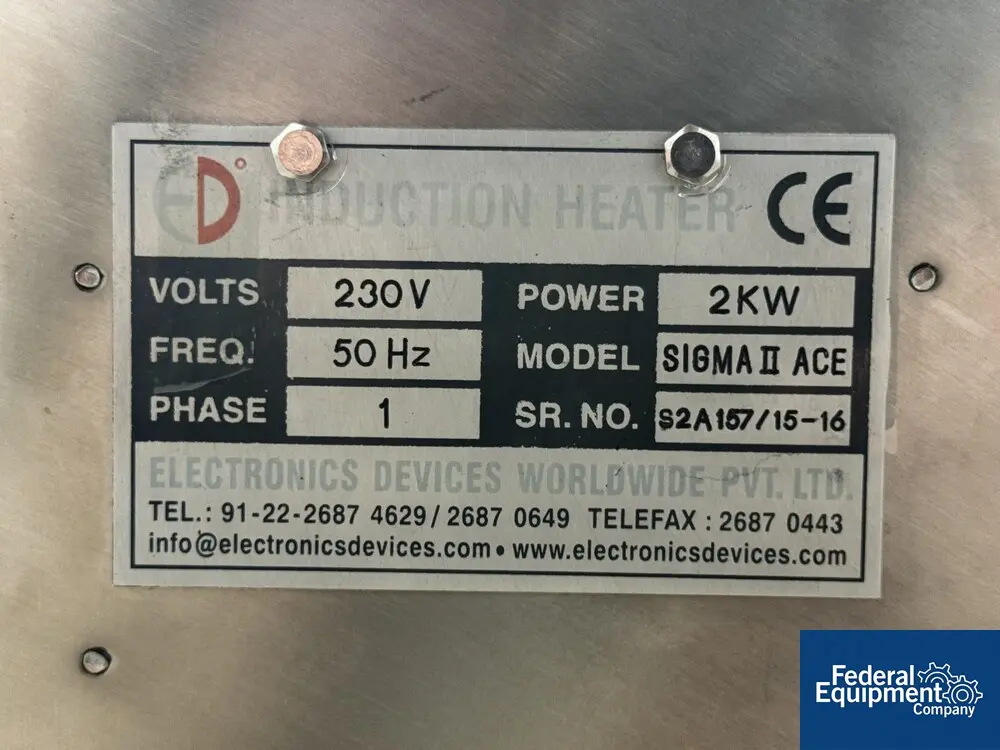 ED INDUCTION HEATER CE
VOLTS 230V POWER 2KW
FREQ. 50 Hz MODEL SIGMA II ACE
PHASE 1 SR. NO. S2A157/15-16
ELECTRONICS DEVICES WORLDWIDE PVT. LTD.
TEL.: 91-22-2687 4629 / 2687 0649 TELEFAX : 2687 0443
info@electronicsdevices.com • www.electronicsdevices.com
Federal
Equipment
Company